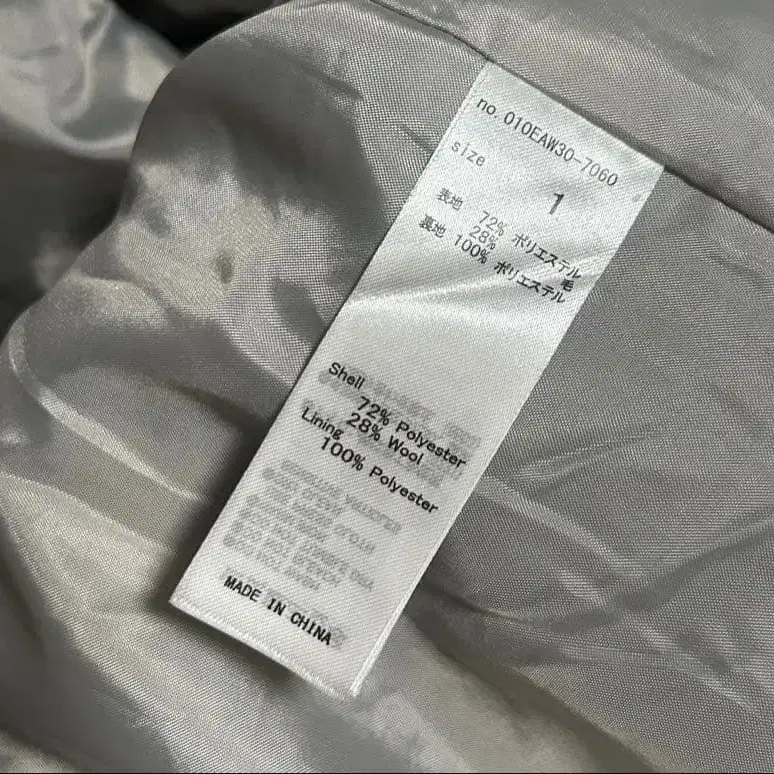 no. 010EAW30-7060
size
1
表地 72% ポリエステル
28% 毛
裏地 100% ポリエステル
Shell
72% Polyester
28% Wool
Lining
100% Polyester
MADE IN CHINA